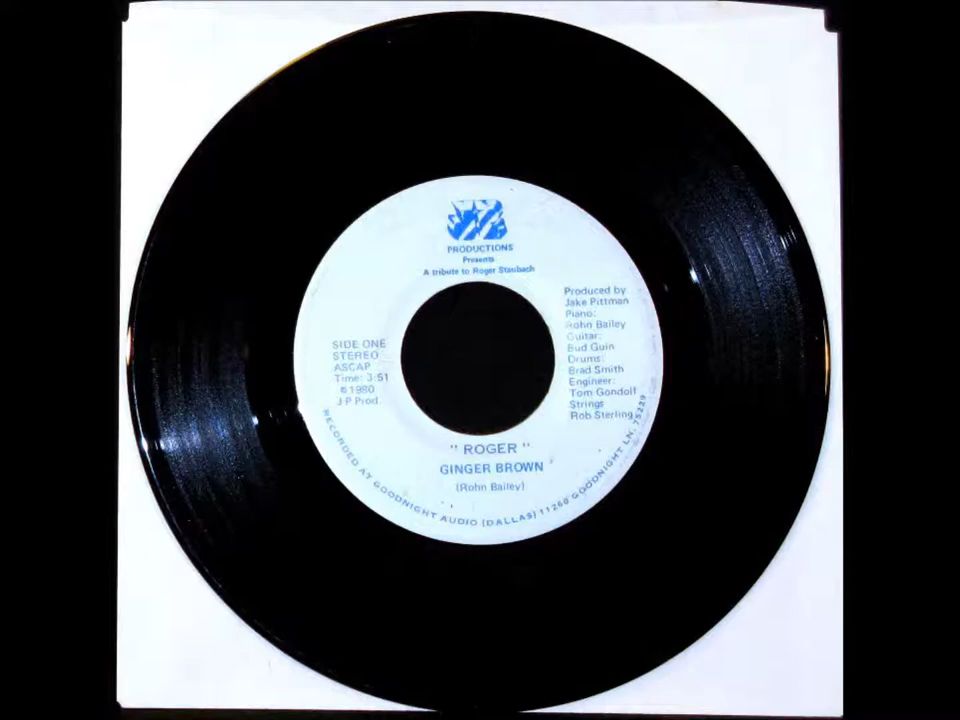 PRODUCTIONS
Presents
A tribute to Roger Staubach
Produced by
Jake Pittman
Piano:
Rohn Bailey
Guitar:
Bud Guin
Drums:
Brad Smith
Engineer:
Tom Gondolf
Strings
Rob Sterling
SIDE ONE
STEREO
ASCAP
Time: 3:51
℗ 1980
J-P Prod.
" ROGER "
GINGER BROWN
(Rohn Bailey)
RECORDED AT GOODNIGHT AUDIO (DALLAS) 11260 GOODNIGHT LN. 75229